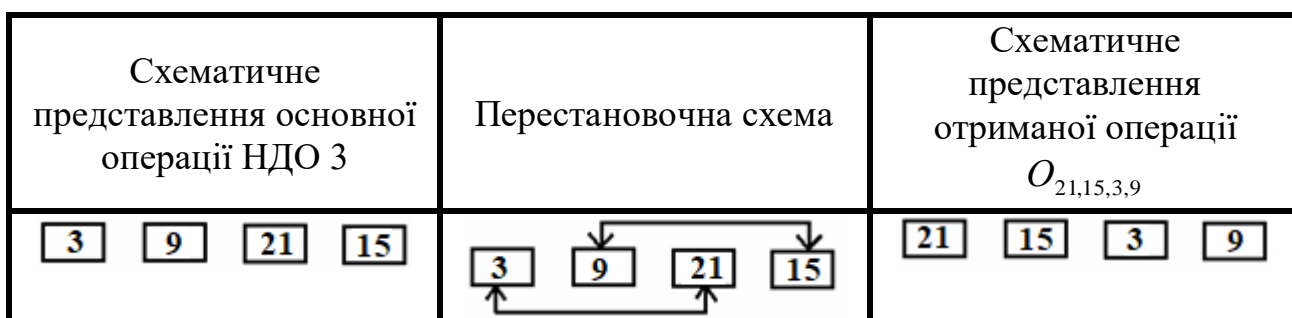 Схематичне
представлення основної
операції НДО 3
Перестановочна схема
Схематичне
представлення
отриманої операції
O21,15,3,9
3 9 21 15
3 9 21 15
21 15 3 9